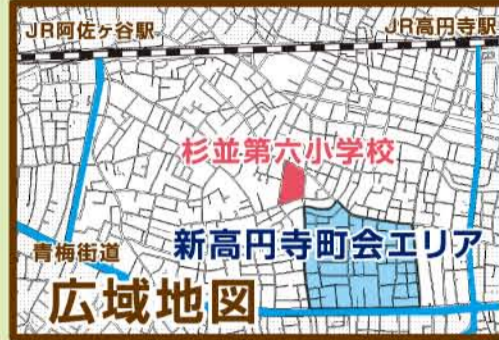 JR阿佐ヶ谷駅
JR高円寺駅
杉並第六小学校
青梅街道
新高円寺町会エリア
広域地図